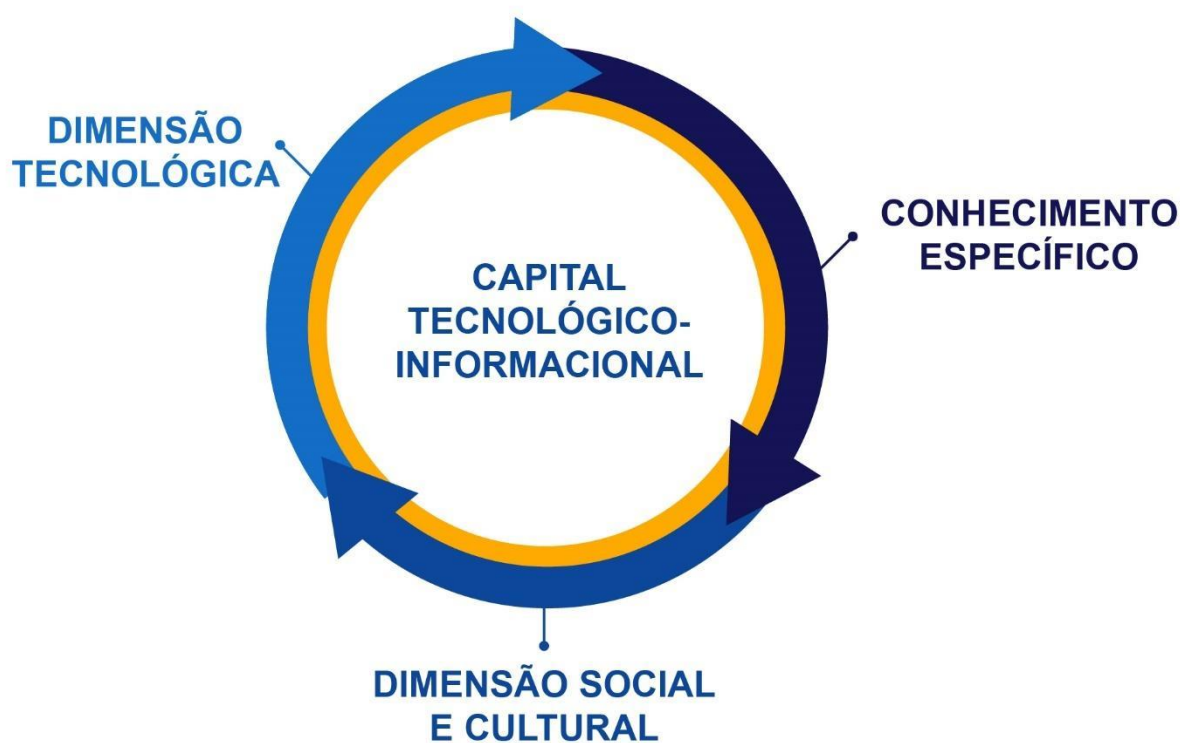 DIMENSÃO
TECNOLÓGICA
CONHECIMENTO
ESPECÍFICO
CAPITAL
TECNOLÓGICO-
INFORMACIONAL
DIMENSÃO SOCIAL
E CULTURAL